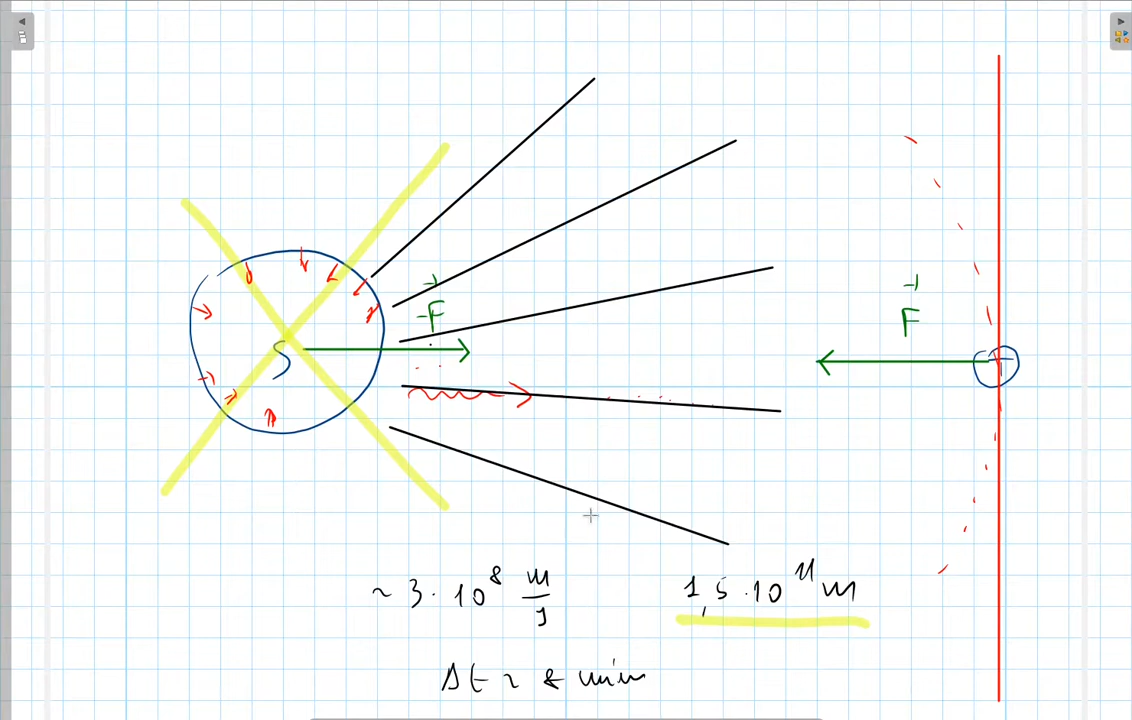 -F⃗
F⃗
S
T
~ 3 · 10⁸ m/s
1,5 · 10¹¹ m
Δt ~ 8 min